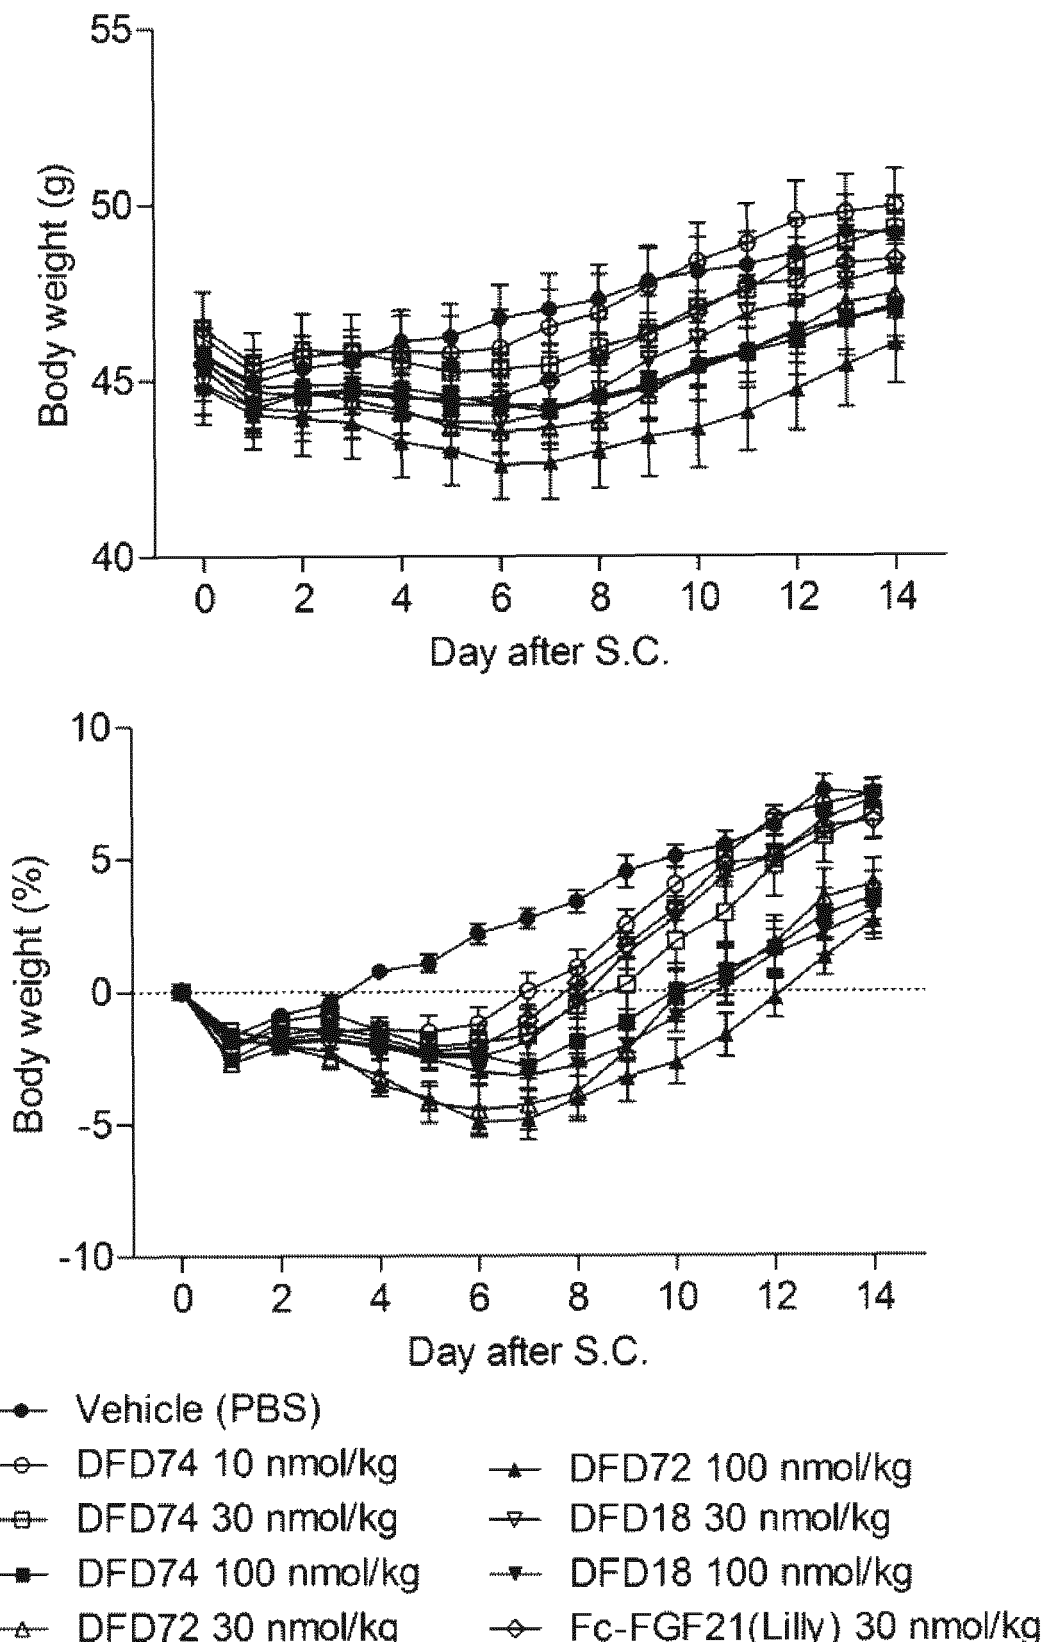 55
50
45
40
Body weight (g)
0 2 4 6 8 10 12 14
Day after S.C.
10
5
0
-5
-10
Body weight (%)
0 2 4 6 8 10 12 14
Day after S.C.
Vehicle (PBS)
DFD74 10 nmol/kg
DFD74 30 nmol/kg
DFD74 100 nmol/kg
DFD72 30 nmol/kg
DFD72 100 nmol/kg
DFD18 30 nmol/kg
DFD18 100 nmol/kg
Fc-FGF21(Lilly) 30 nmol/kg